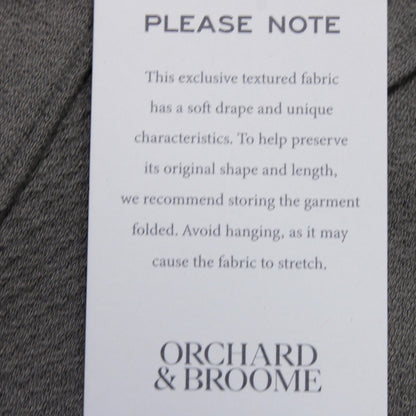 PLEASE NOTE
This exclusive textured fabric
has a soft drape and unique
characteristics. To help preserve
its original shape and length,
we recommend storing the garment
folded. Avoid hanging, as it may
cause the fabric to stretch.
ORCHARD
& BROOME